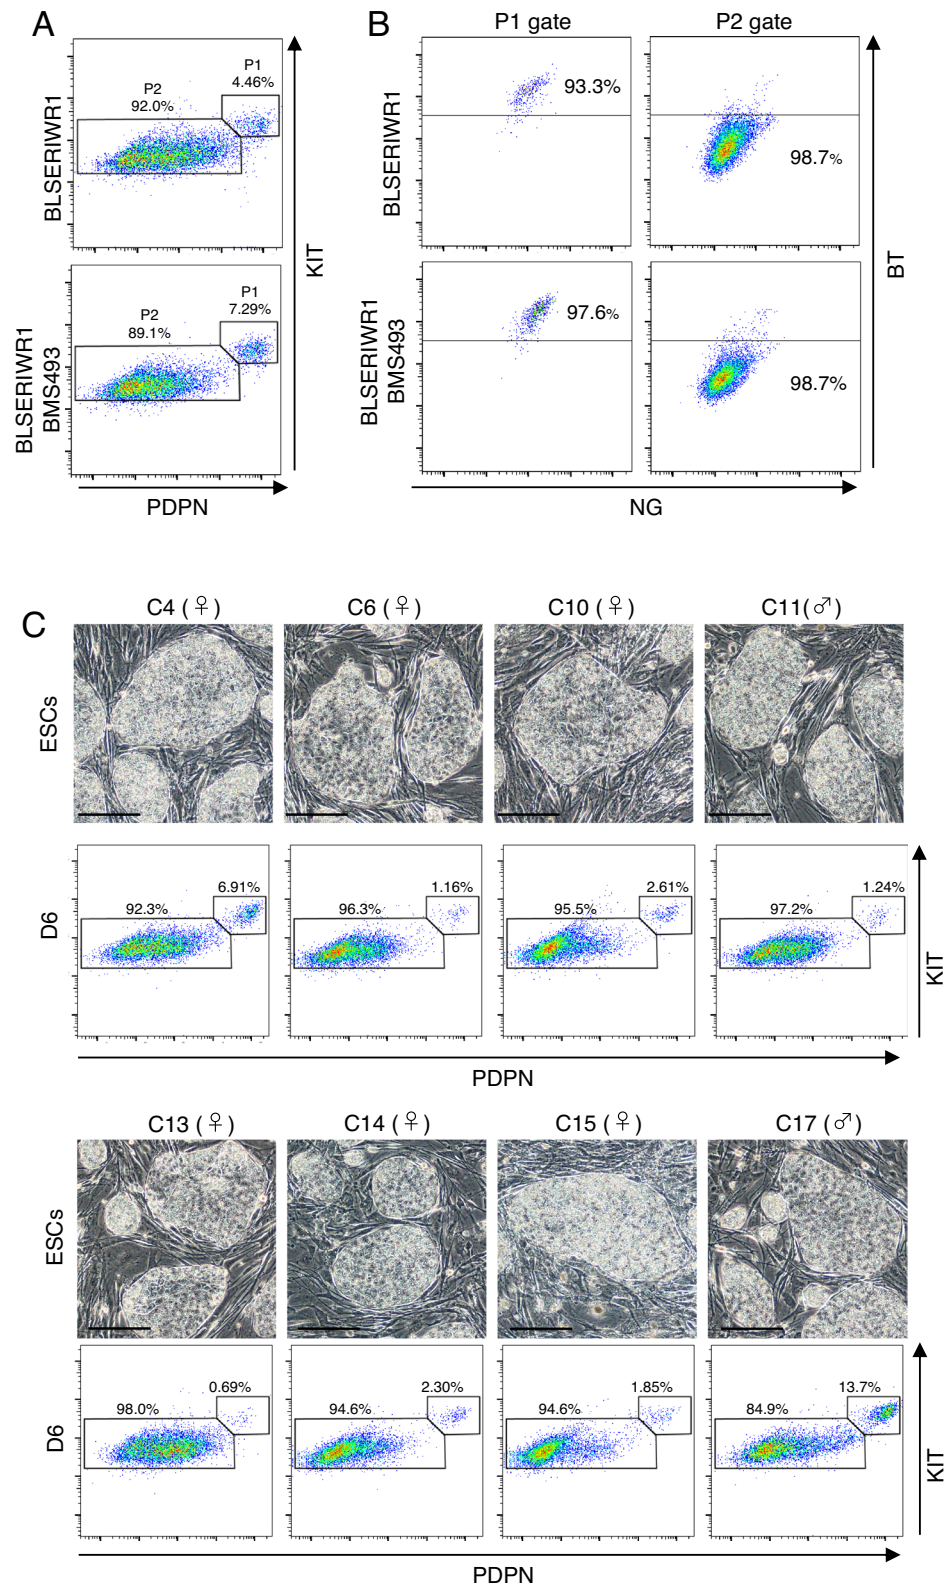 A
B
P1 gate
P2 gate
BLSERIWR1
P2
92.0%
P1
4.46%
BLSERIWR1
93.3%
98.7%
KIT
BT
BLSERIWR1
BMS493
P2
89.1%
P1
7.29%
BLSERIWR1
BMS493
97.6%
98.7%
PDPN
NG
C
C4 (♀)
C6 (♀)
C10 (♀)
C11(♂)
ESCs
D6
92.3%
6.91%
96.3%
1.16%
95.5%
2.61%
97.2%
1.24%
KIT
PDPN
C13 (♀)
C14 (♀)
C15 (♀)
C17 (♂)
ESCs
D6
98.0%
0.69%
94.6%
2.30%
94.6%
1.85%
84.9%
13.7%
KIT
PDPN